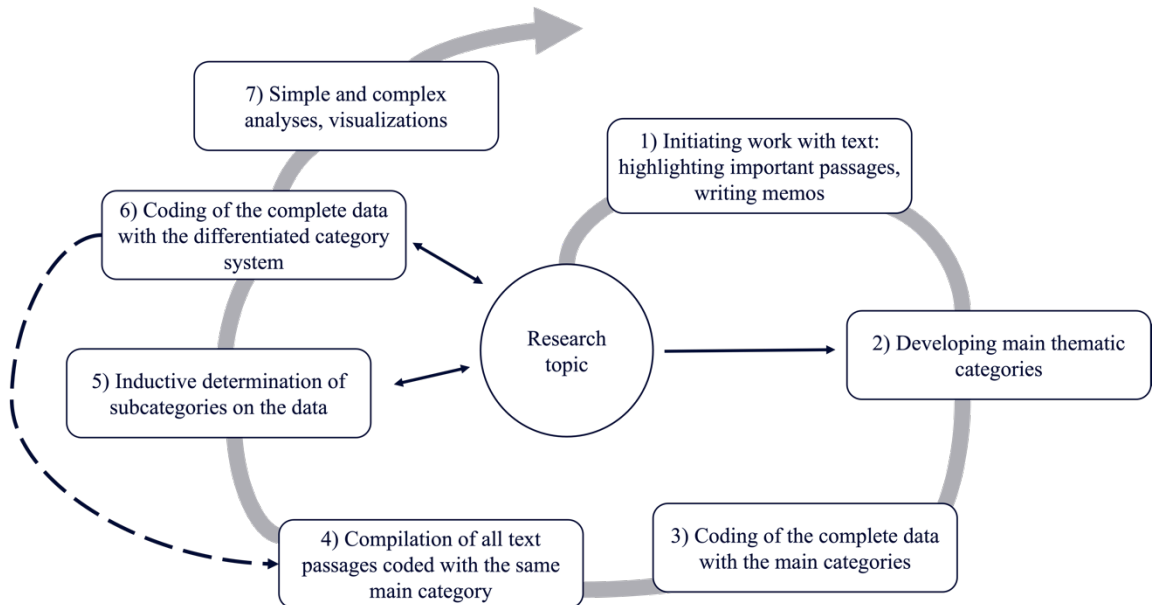 7) Simple and complex
analyses, visualizations
1) Initiating work with text:
highlighting important passages,
writing memos
6) Coding of the complete data
with the differentiated category
system
Research
topic
2) Developing main thematic
categories
5) Inductive determination of
subcategories on the data
4) Compilation of all text
passages coded with the same
main category
3) Coding of the complete data
with the main categories